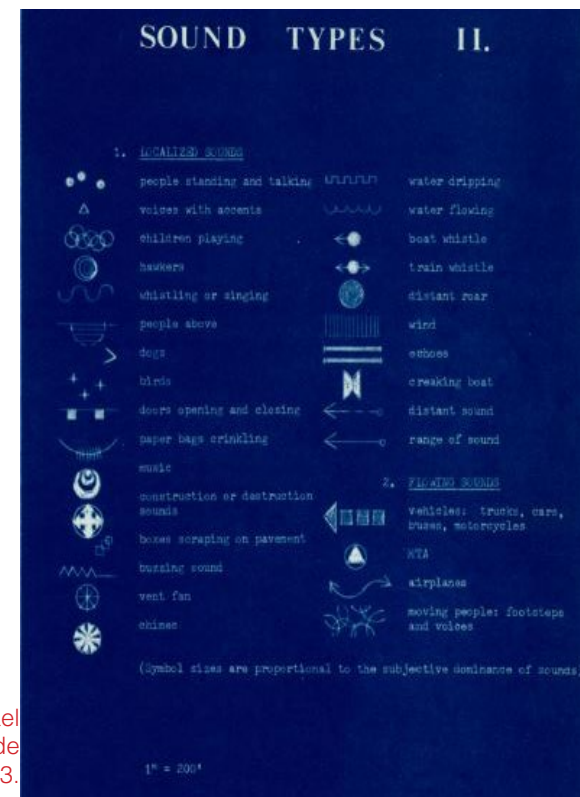 SOUND TYPES II.
1. LOCALIZED SOUNDS
people standing and talking
voices with accents
children playing
hawkers
whistling or singing
people above
dogs
birds
doors opening and closing
paper bags crinkling
music
construction or destruction
sounds
boxes scraping on pavement
buzzing sound
vent fan
chimes
water dripping
water flowing
boat whistle
train whistle
distant roar
wind
echoes
creaking boat
distant sound
range of sound
2. FLOWING SOUNDS
vehicles: trucks, cars,
buses, motorcycles
MTA
airplanes
moving people: footsteps
and voices
(Symbol sizes are proportional to the subjective dominance of sounds
1" = 200'
el
de
3.